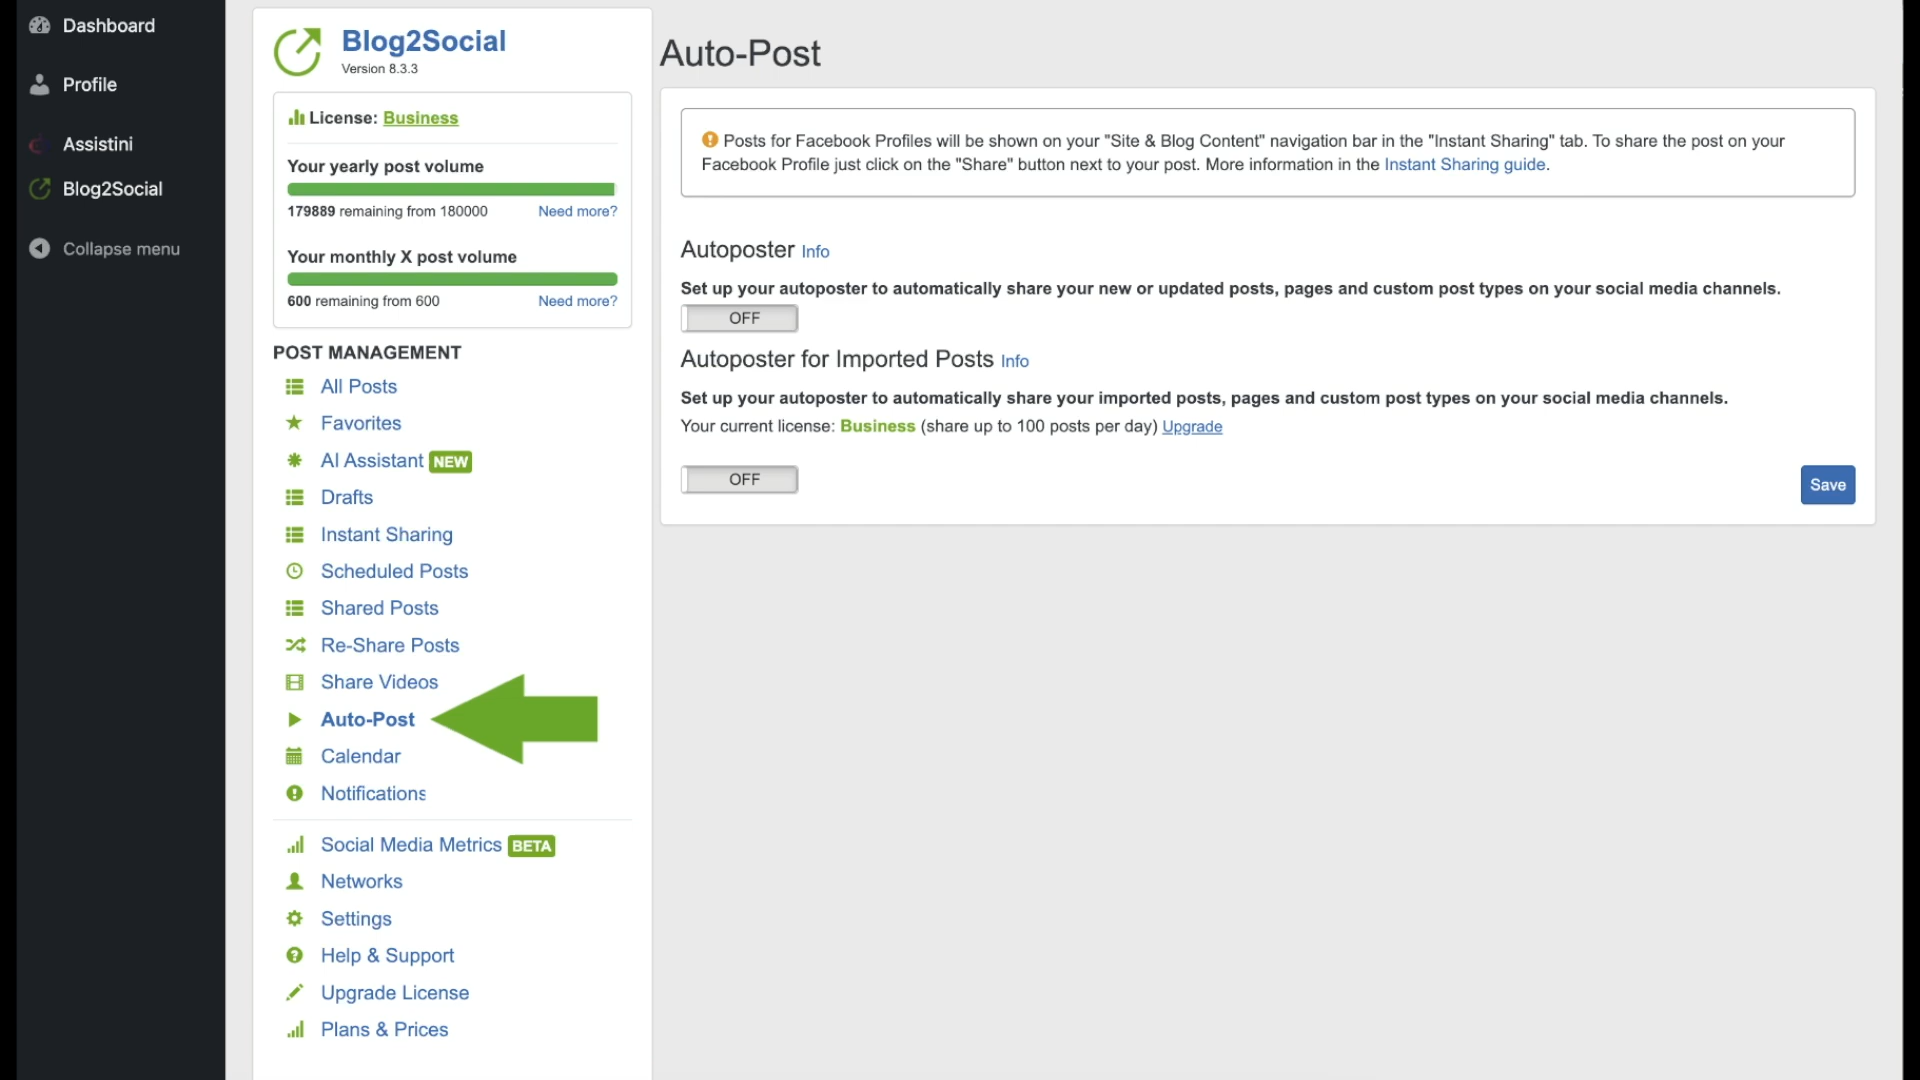 Dashboard
Profile
Assistini
Blog2Social
Collapse menu
Blog2Social
Version 8.3.3
License: Business
Your yearly post volume
179889 remaining from 180000 Need more?
Your monthly X post volume
600 remaining from 600 Need more?
POST MANAGEMENT
All Posts
Favorites
AI Assistant NEW
Drafts
Instant Sharing
Scheduled Posts
Shared Posts
Re-Share Posts
Share Videos
Auto-Post
Calendar
Notifications
Social Media Metrics BETA
Networks
Settings
Help & Support
Upgrade License
Plans & Prices
Auto-Post
Posts for Facebook Profiles will be shown on your "Site & Blog Content" navigation bar in the "Instant Sharing" tab. To share the post on your
Facebook Profile just click on the "Share" button next to your post. More information in the Instant Sharing guide.
Autoposter Info
Set up your autoposter to automatically share your new or updated posts, pages and custom post types on your social media channels.
OFF
Autoposter for Imported Posts Info
Set up your autoposter to automatically share your imported posts, pages and custom post types on your social media channels.
Your current license: Business (share up to 100 posts per day) Upgrade
OFF
Save